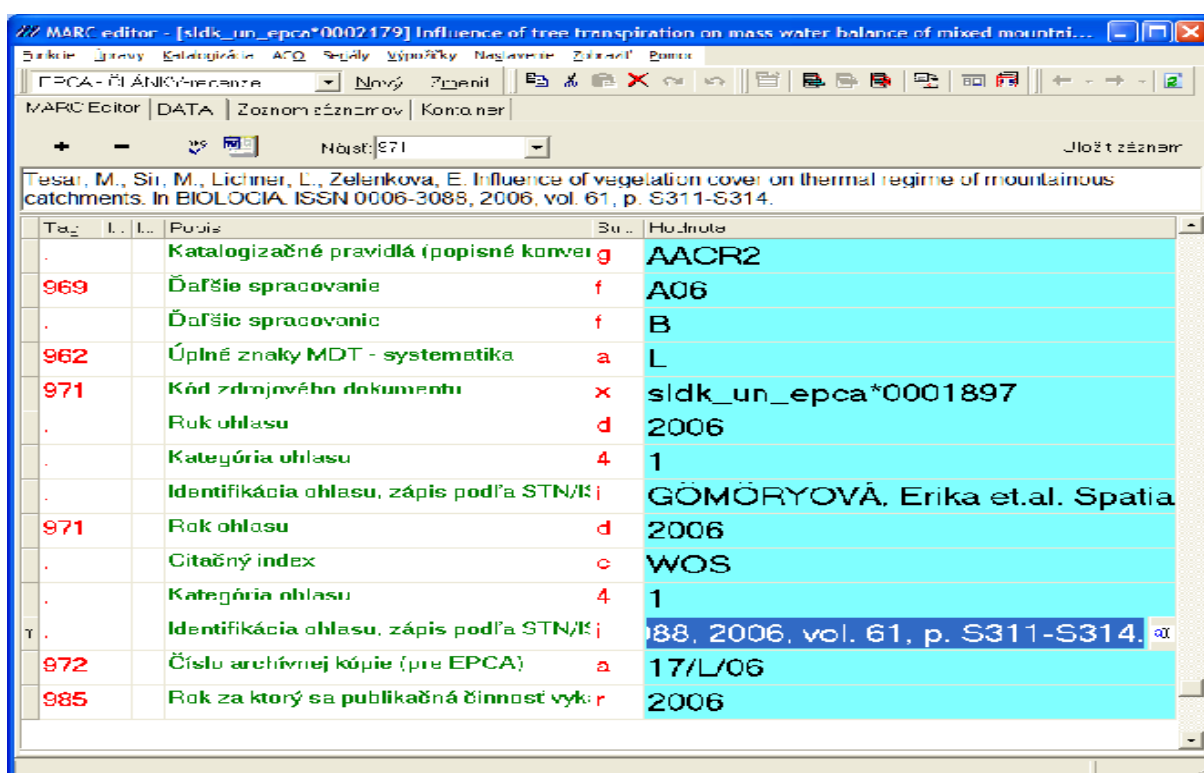 MARC editor - [sldk_un_epca*0002179] Influence of tree transpiration on mass water balance of mixed mountai...
Funkcie Úpravy Katalogizácia ACQ Seriály Výpožičky Nastavenie Zobraziť Pomoc
EPCA - ČLÁNKY-recenze Nový Zmeniť
MARC Editor DATA Zoznam záznamov Kontajner
+ - Nájsť: 971 Uložiť záznam
Tesar, M., Sir, M., Lichner, L., Zelenkova, E. Influence of vegetation cover on thermal regime of mountainous
catchments. In BIOLOGIA. ISSN 0006-3088, 2006, vol. 61, p. S311-S314.
Tag I.. I... Popis Su... Hodnota
. Katalogizačné pravidlá (popisné konver g AACR2
969 Ďaľšie spracovanie f A06
. Ďaľšie spracovanie f B
962 Úplné znaky MDT - systematika a L
971 Kód zdrojového dokumentu x sldk_un_epca*0001897
. Rok ohlasu d 2006
. Kategória ohlasu 4 1
. Identifikácia ohlasu, zápis podľa STN/IS i GÖMÖRYOVÁ, Erika et.al. Spatia
971 Rok ohlasu d 2006
. Citačný index c WOS
. Kategória ohlasu 4 1
. Identifikácia ohlasu, zápis podľa STN/IS i 088, 2006, vol. 61, p. S311-S314.
972 Číslo archívnej kópie (pre EPCA) a 17/L/06
985 Rok za ktorý sa publikačná činnosť vyk r 2006